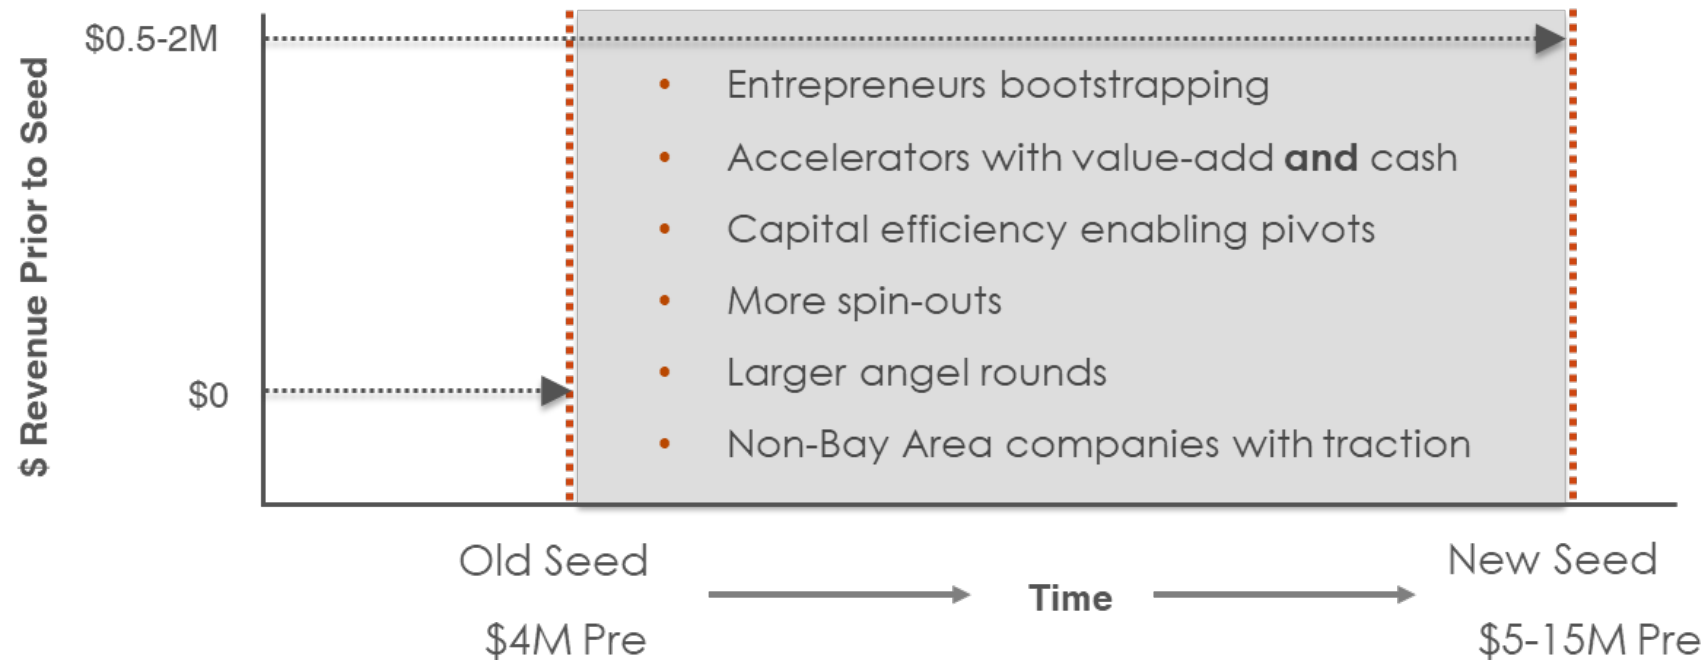 $ Revenue Prior to Seed
$0.5-2M
• Entrepreneurs bootstrapping
• Accelerators with value-add and cash
• Capital efficiency enabling pivots
• More spin-outs
• Larger angel rounds
$0
• Non-Bay Area companies with traction
Old Seed
$4M Pre
Time
New Seed
$5-15M Pre